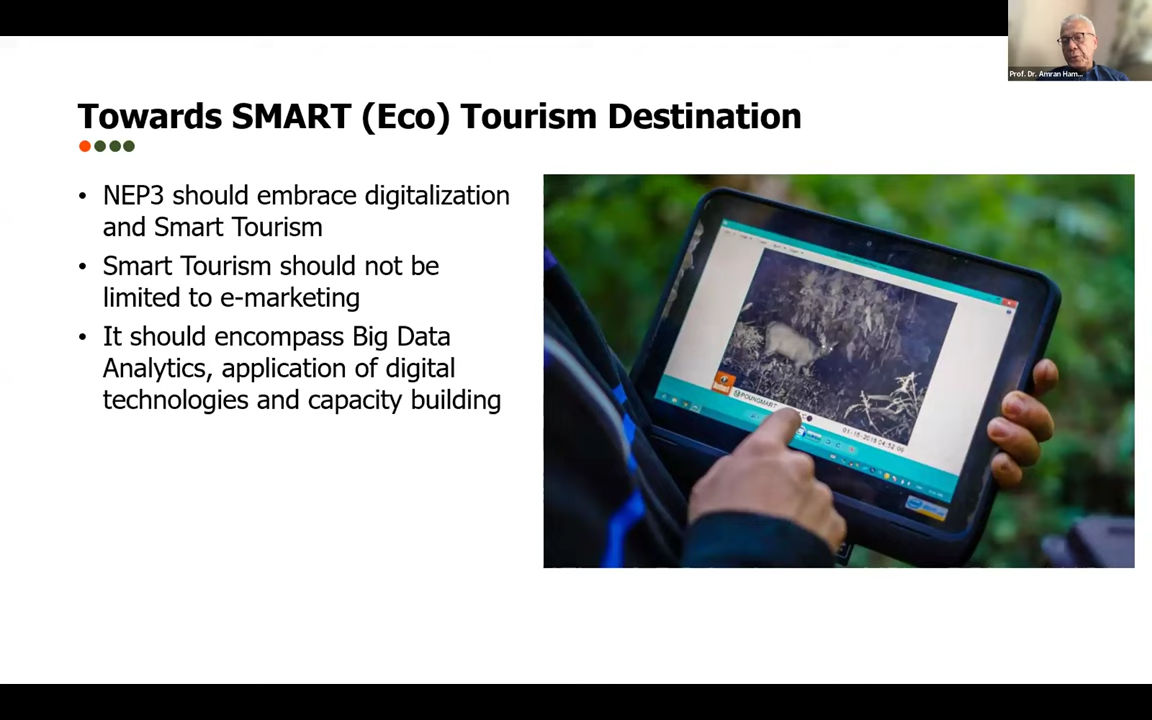 Prof. Dr. Amran Ham...
Towards SMART (Eco) Tourism Destination
• NEP3 should embrace digitalization
and Smart Tourism
• Smart Tourism should not be
limited to e-marketing
• It should encompass Big Data
Analytics, application of digital
technologies and capacity building